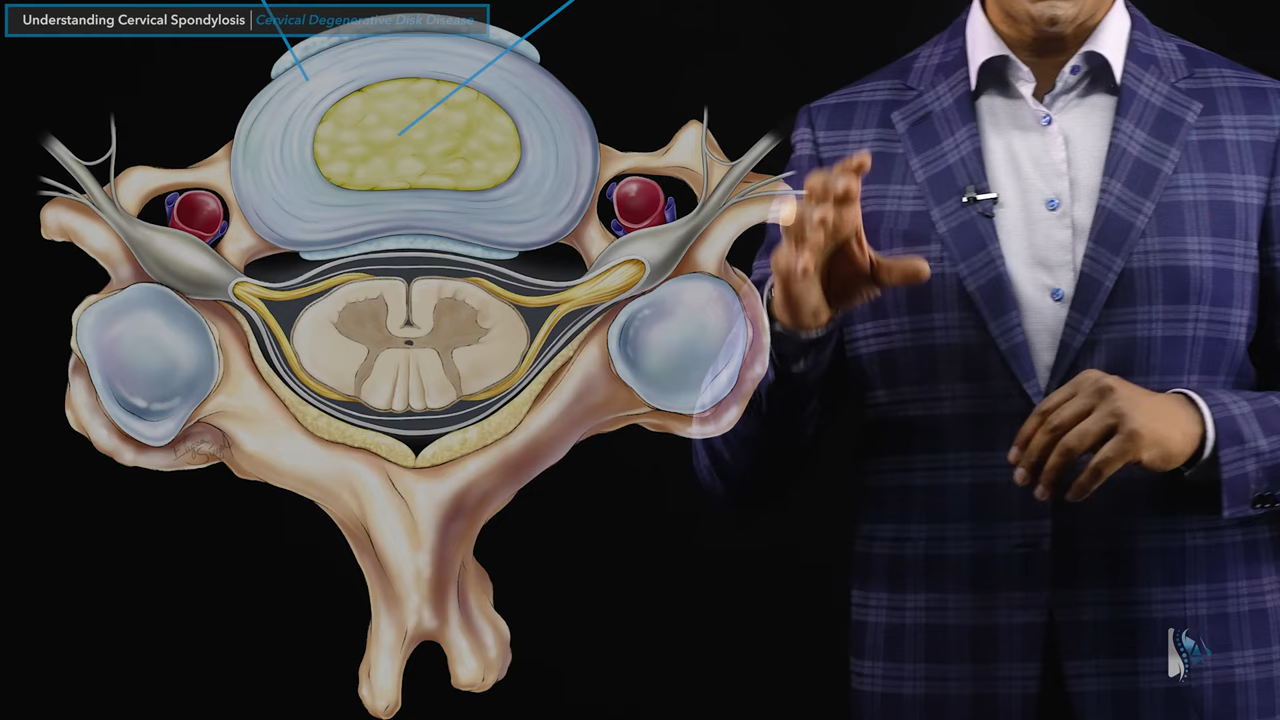 Understanding Cervical Spondylosis | Cervical Degenerative Disk Disease